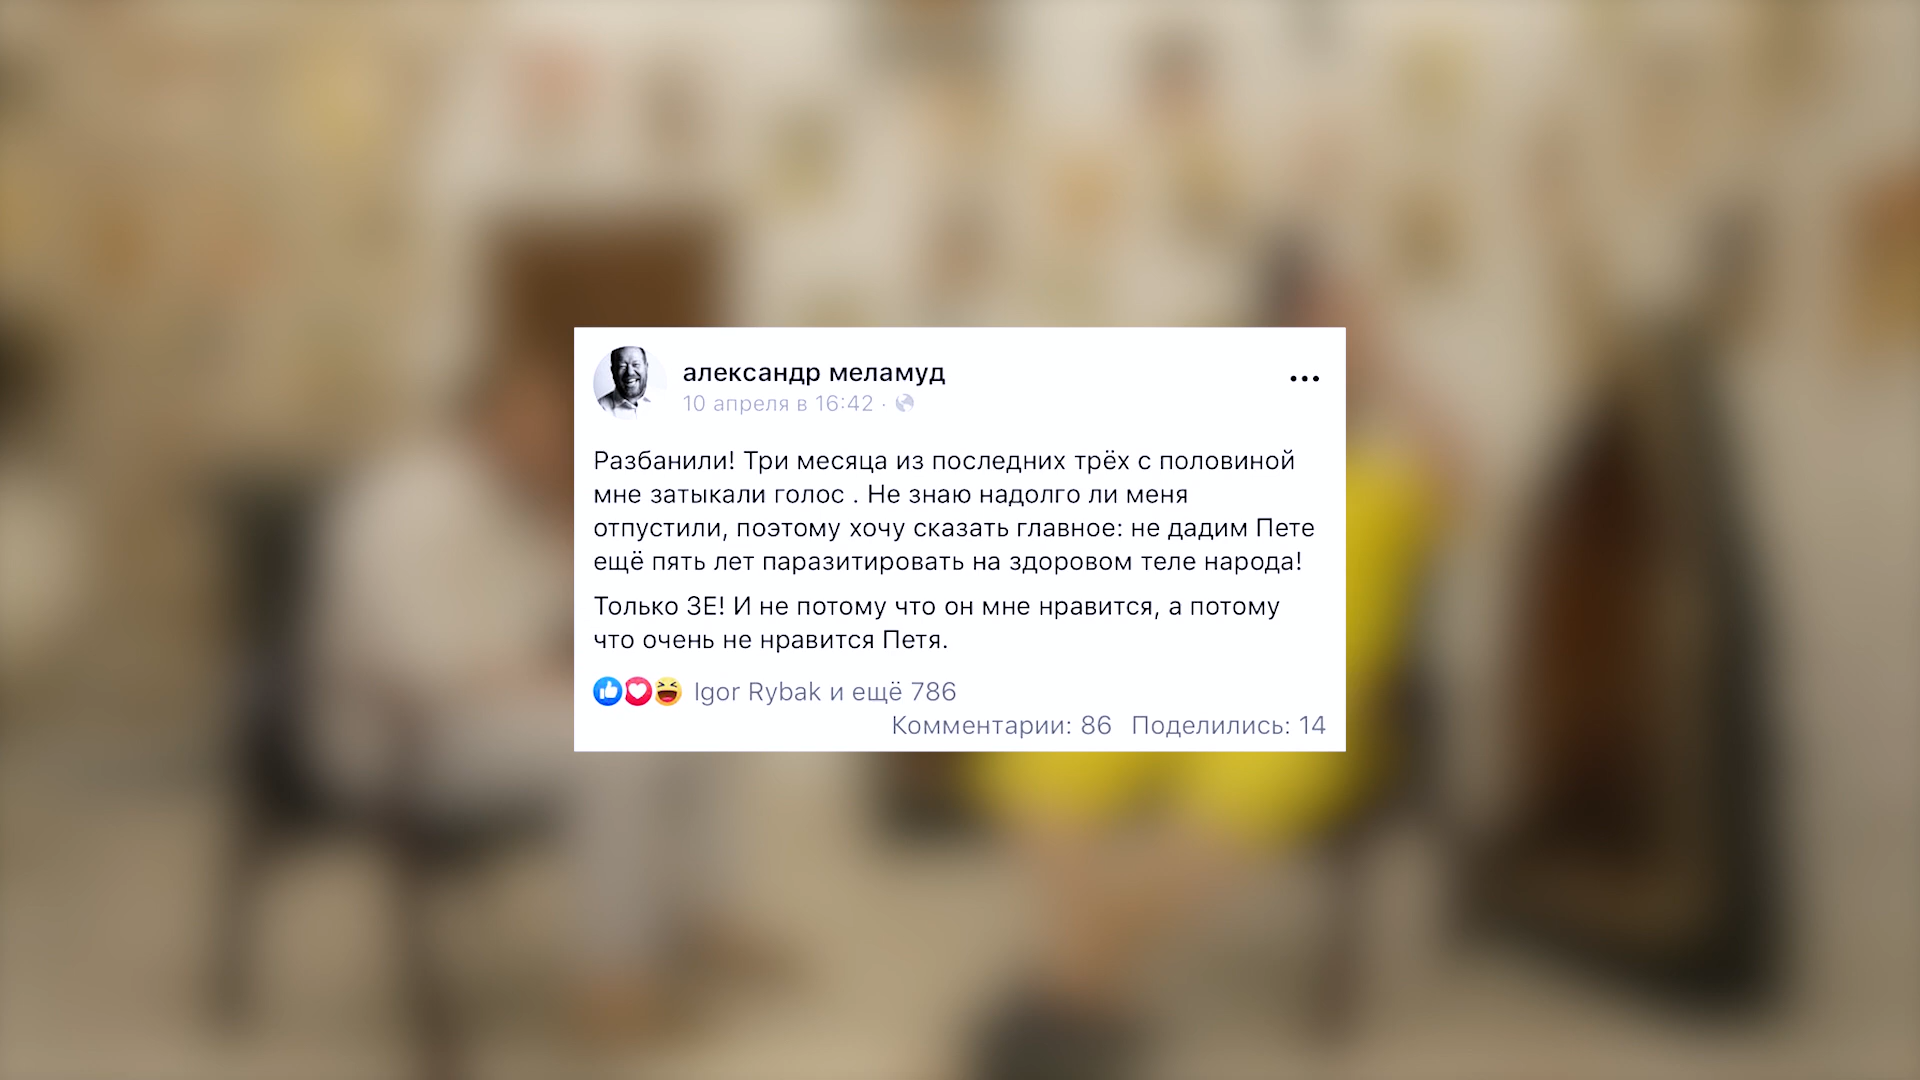 александр меламуд
10 апреля в 16:42 ·
Разбанили! Три месяца из последних трёх с половиной
мне затыкали голос . Не знаю надолго ли меня
отпустили, поэтому хочу сказать главное: не дадим Пете
ещё пять лет паразитировать на здоровом теле народа!
Только ЗЕ! И не потому что он мне нравится, а потому
что очень не нравится Петя.
Igor Rybak и ещё 786
Комментарии: 86 Поделились: 14